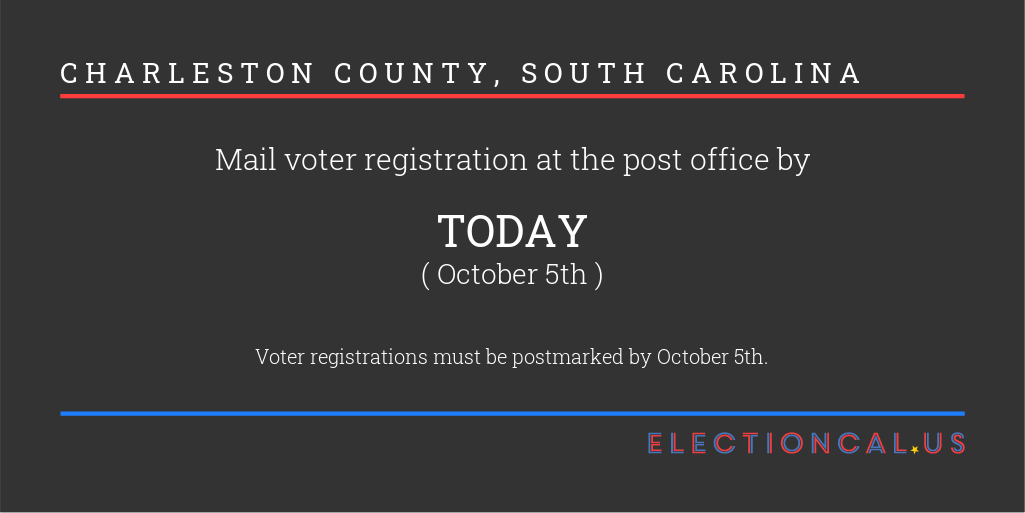 CHARLESTON COUNTY, SOUTH CAROLINA
Mail voter registration at the post office by
TODAY
( October 5th )
Voter registrations must be postmarked by October 5th.
ELECTIONCAL.US